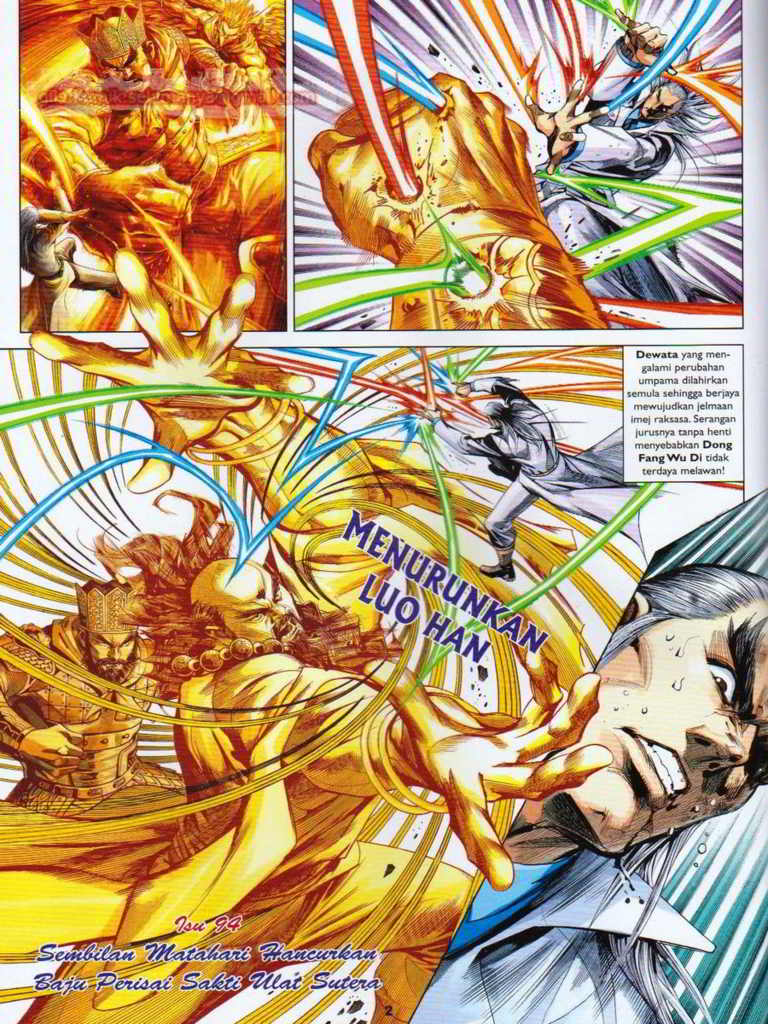 Dewata yang men-
galami perubahan
umpama dilahirkan
semula sehingga berjaya
mewujudkan jelmaan
imej raksasa. Serangan
jurusnya tanpa henti
menyebabkan Dong
Fang Wu Di tidak
terdaya melawan!
MENURUNKAN
LUO HAN
Isu 94
Sembilan Matahari Hancurkan
Baju Perisai Sakti Ulat Sutera
2